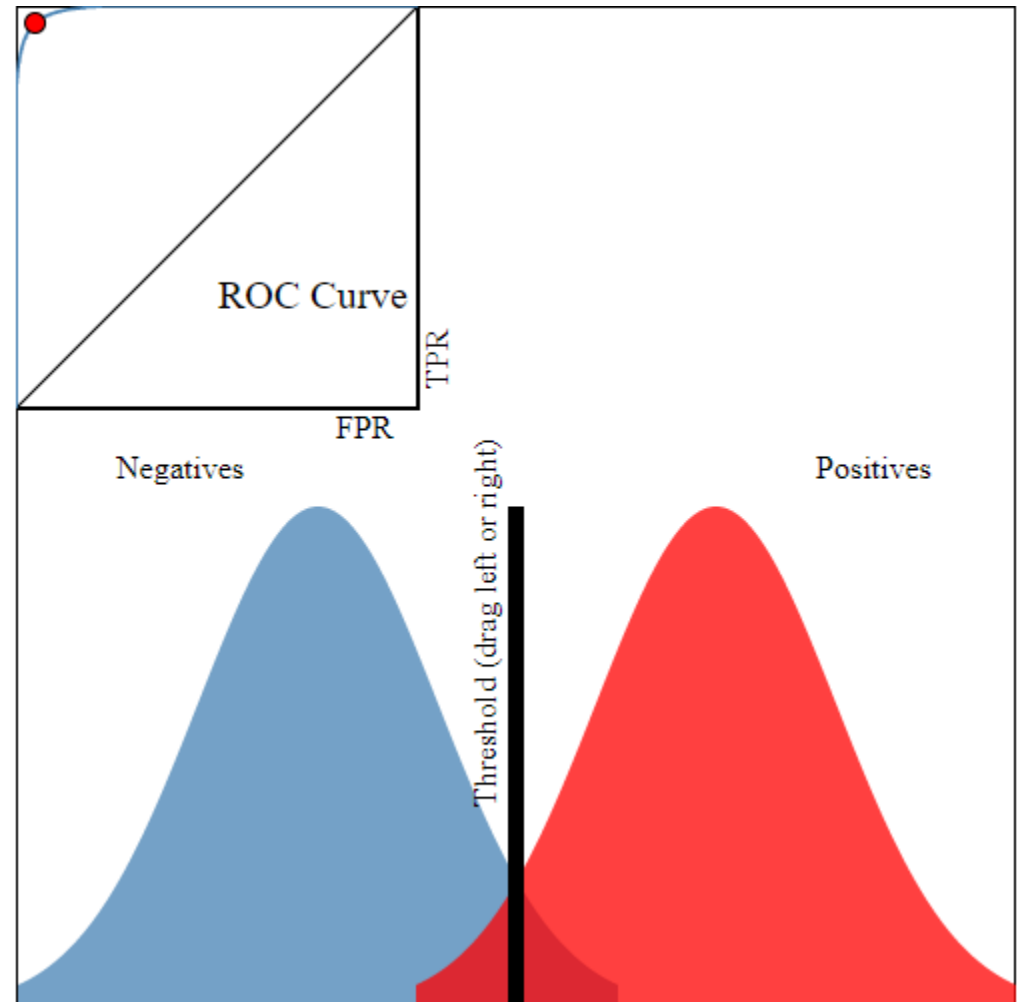 ROC Curve
TPR
FPR
Negatives
Threshold (drag left or right)
Positives